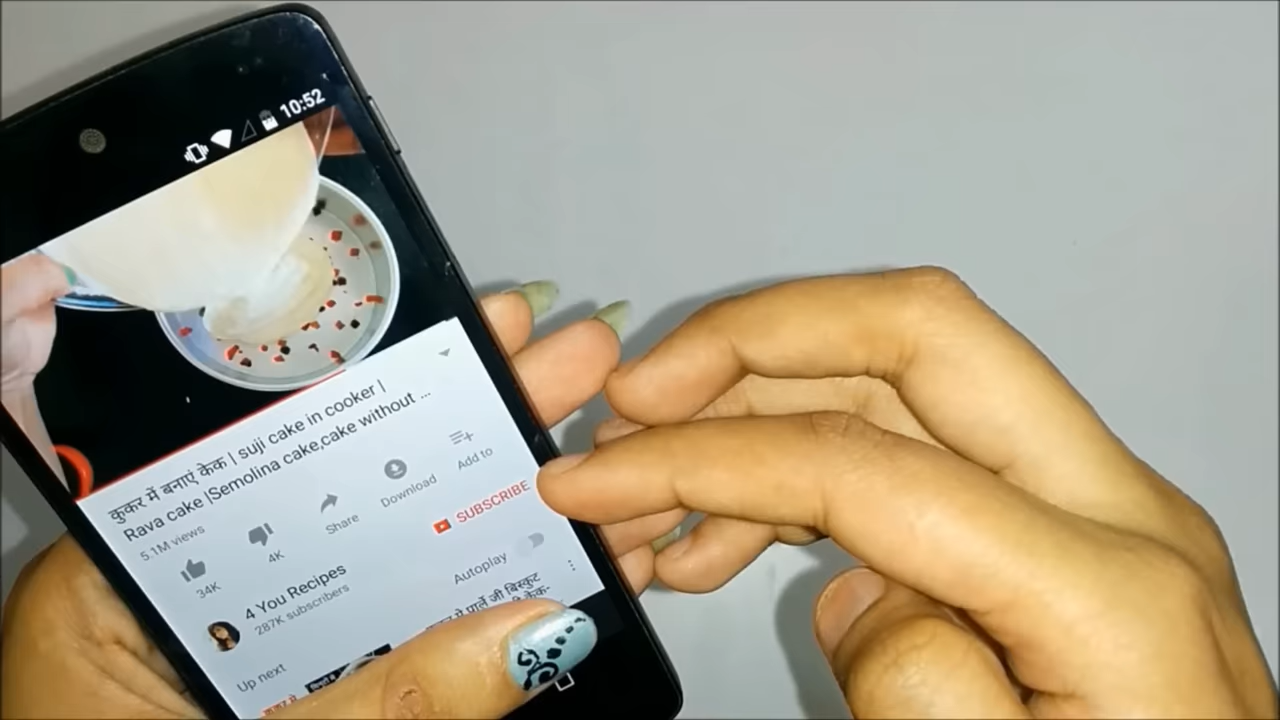 10:52
कुकर में बनाएं केक | suji cake in cooker |
Rava cake |Semolina cake,cake without ...
5.1M views
34K
4K
Share
Download
Add to
4 You Recipes
287K subscribers
SUBSCRIBE
Autoplay
Up next